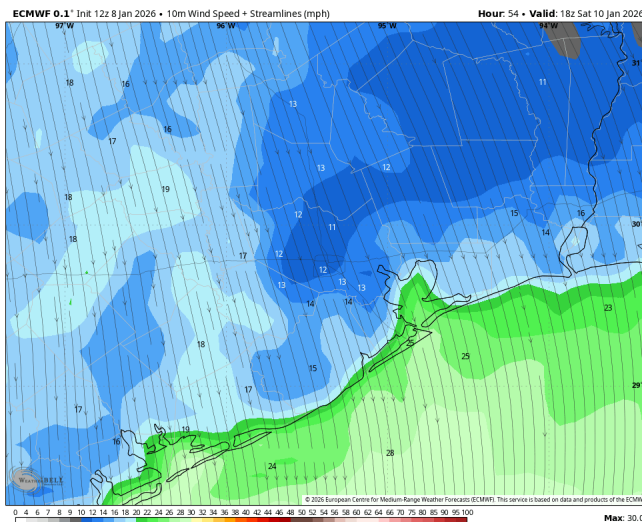 ECMWF 0.1° Init 12z 8 Jan 2026 • 10m Wind Speed + Streamlines (mph) Hour: 54 • Valid: 18z Sat 10 Jan 2026
97°W 96°W 95°W 94°W
31°
18 16 11
13
16
17
13 12
19
18
12 15 16
11 14 30°
18
17 12
12
13 13 13
14 14
23
25
18 25
15 29°
17
17
19
16
28
24
WEATHERBELL
© 2026 European Centre for Medium-Range Weather Forecasts (ECMWF). This service is based on data and products of the ECMW
0 4 6 7 8 9 10 12 14 16 18 20 22 24 26 28 30 32 34 36 38 40 42 44 46 48 50 52 54 56 58 60 62 64 66 68 70 75 80 85 90 95 100
Max: 30.0